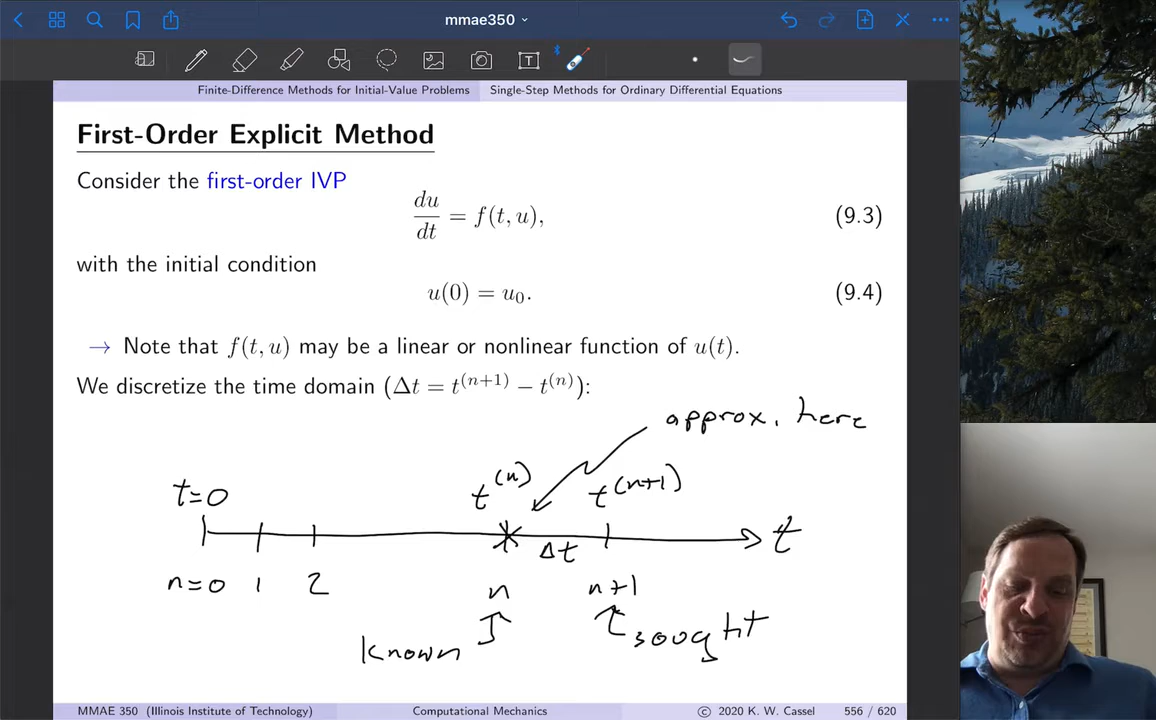 mmae350
Finite-Difference Methods for Initial-Value Problems Single-Step Methods for Ordinary Differential Equations
First-Order Explicit Method
Consider the first-order IVP
du/dt = f(t, u), (9.3)
with the initial condition
u(0) = u₀. (9.4)
→ Note that f(t, u) may be a linear or nonlinear function of u(t).
We discretize the time domain (Δt = t⁽ⁿ⁺¹⁾ − t⁽ⁿ⁾):
approx. here
t=0 t⁽ⁿ⁾ t⁽ⁿ⁺¹⁾
Δt t
n=0 1 2 n n+1
known sought
MMAE 350 (Illinois Institute of Technology) Computational Mechanics © 2020 K. W. Cassel 556 / 620